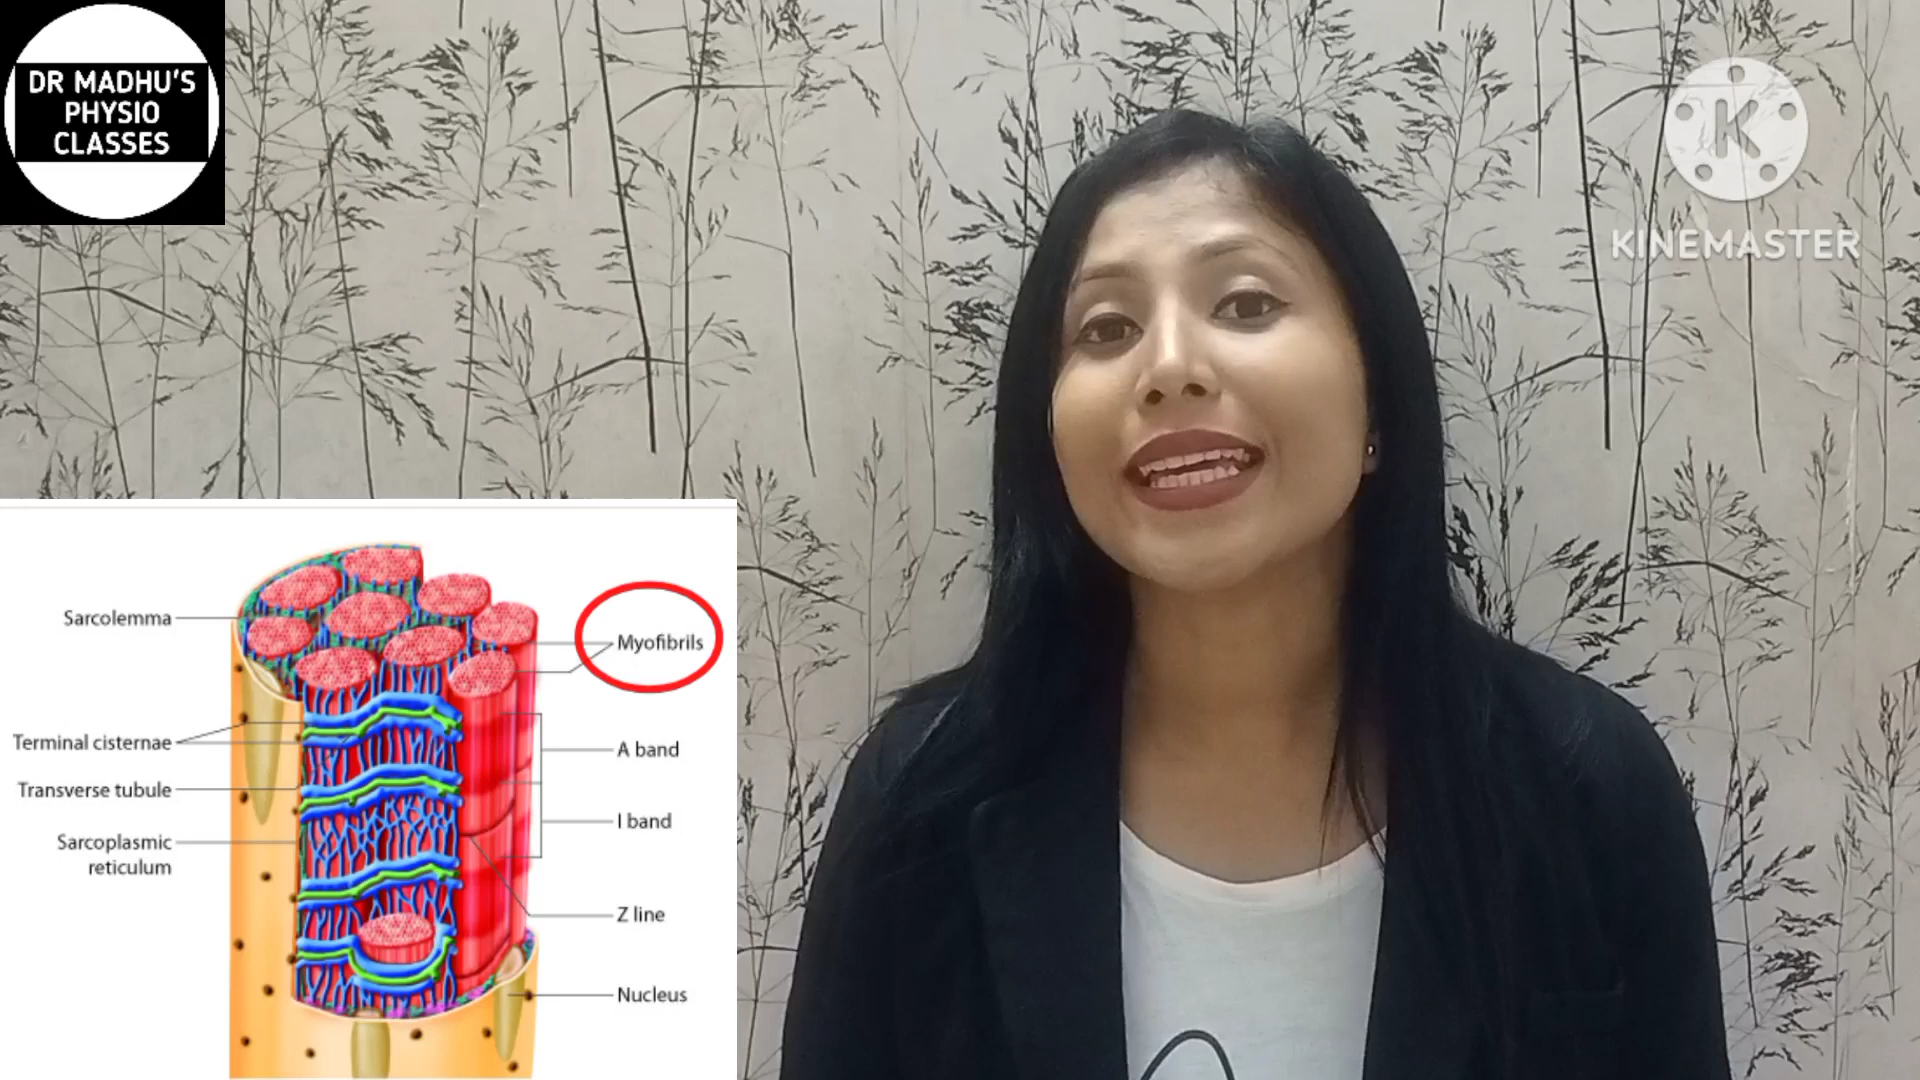 DR MADHU'S
PHYSIO
CLASSES
K
KINEMASTER
Sarcolemma
Myofibrils
Terminal cisternae
A band
Transverse tubule
I band
Sarcoplasmic
reticulum
Z line
Nucleus